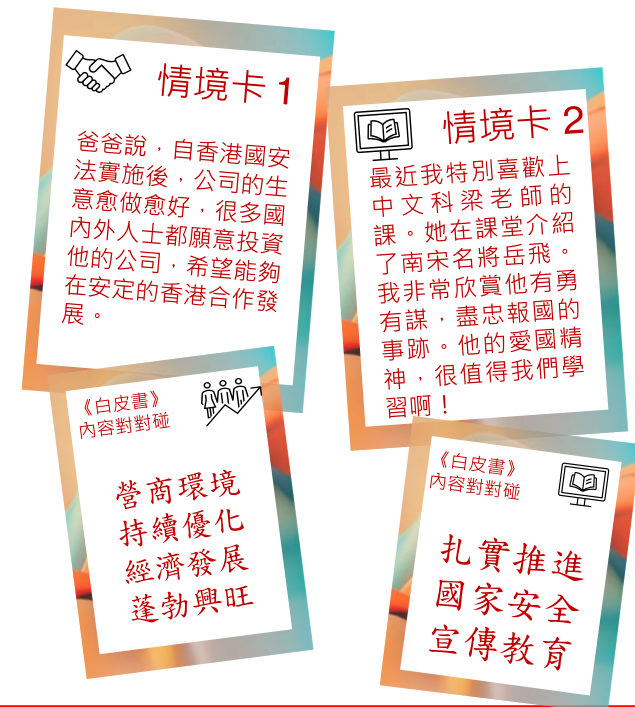 情境卡 1
爸爸說，自香港國安
法實施後，公司的生
意愈做愈好，很多國
內外人士都願意投資
他的公司，希望能夠
在安定的香港合作發
展。
情境卡 2
最近我特別喜歡上
中文科梁老師的
課。她在課堂介紹
了南宋名將岳飛。
我非常欣賞他有勇
有謀，盡忠報國的
事跡。他的愛國精
神，很值得我們學
習啊！
《白皮書》
內容對對碰
營商環境
持續優化
經濟發展
蓬勃興旺
《白皮書》
內容對對碰
扎實推進
國家安全
宣傳教育